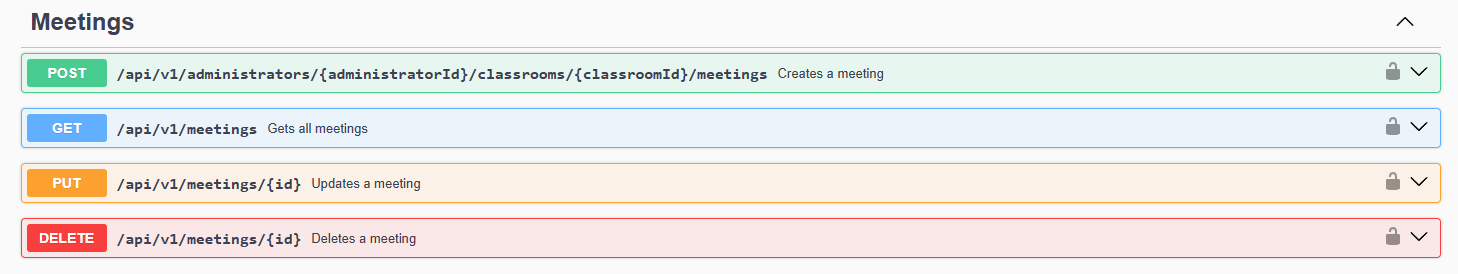 Meetings
POST /api/v1/administrators/{administratorId}/classrooms/{classroomId}/meetings Creates a meeting
GET /api/v1/meetings Gets all meetings
PUT /api/v1/meetings/{id} Updates a meeting
DELETE /api/v1/meetings/{id} Deletes a meeting